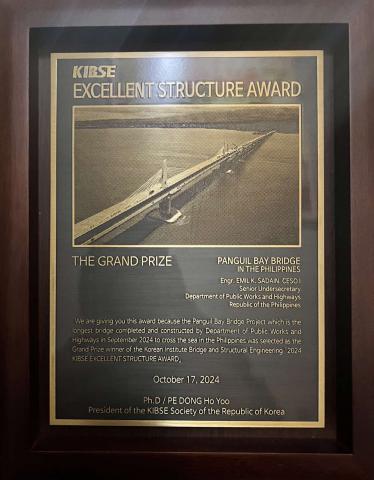 KIBSE
EXCELLENT STRUCTURE AWARD
THE GRAND PRIZE
PANGUIL BAY BRIDGE
IN THE PHILIPPINES
Engr. EMIL K. SADAIN, CESO I
Senior Undersecretary
Department of Public Works and Highways
Republic of the Philippines
We are giving you this award because the Panguil Bay Bridge Project which is the
longest bridge completed and constructed by Department of Public Works and
Highways in September 2024 to cross the sea in the Philippines was selected as the
Grand Prize winner of the Korean Institute Bridge and Structural Engineering 「2024
KIBSE EXCELLENT STRUCTURE AWARD」
October 17, 2024
Ph.D / PE DONG Ho Yoo
President of the KIBSE Society of the Republic of Korea